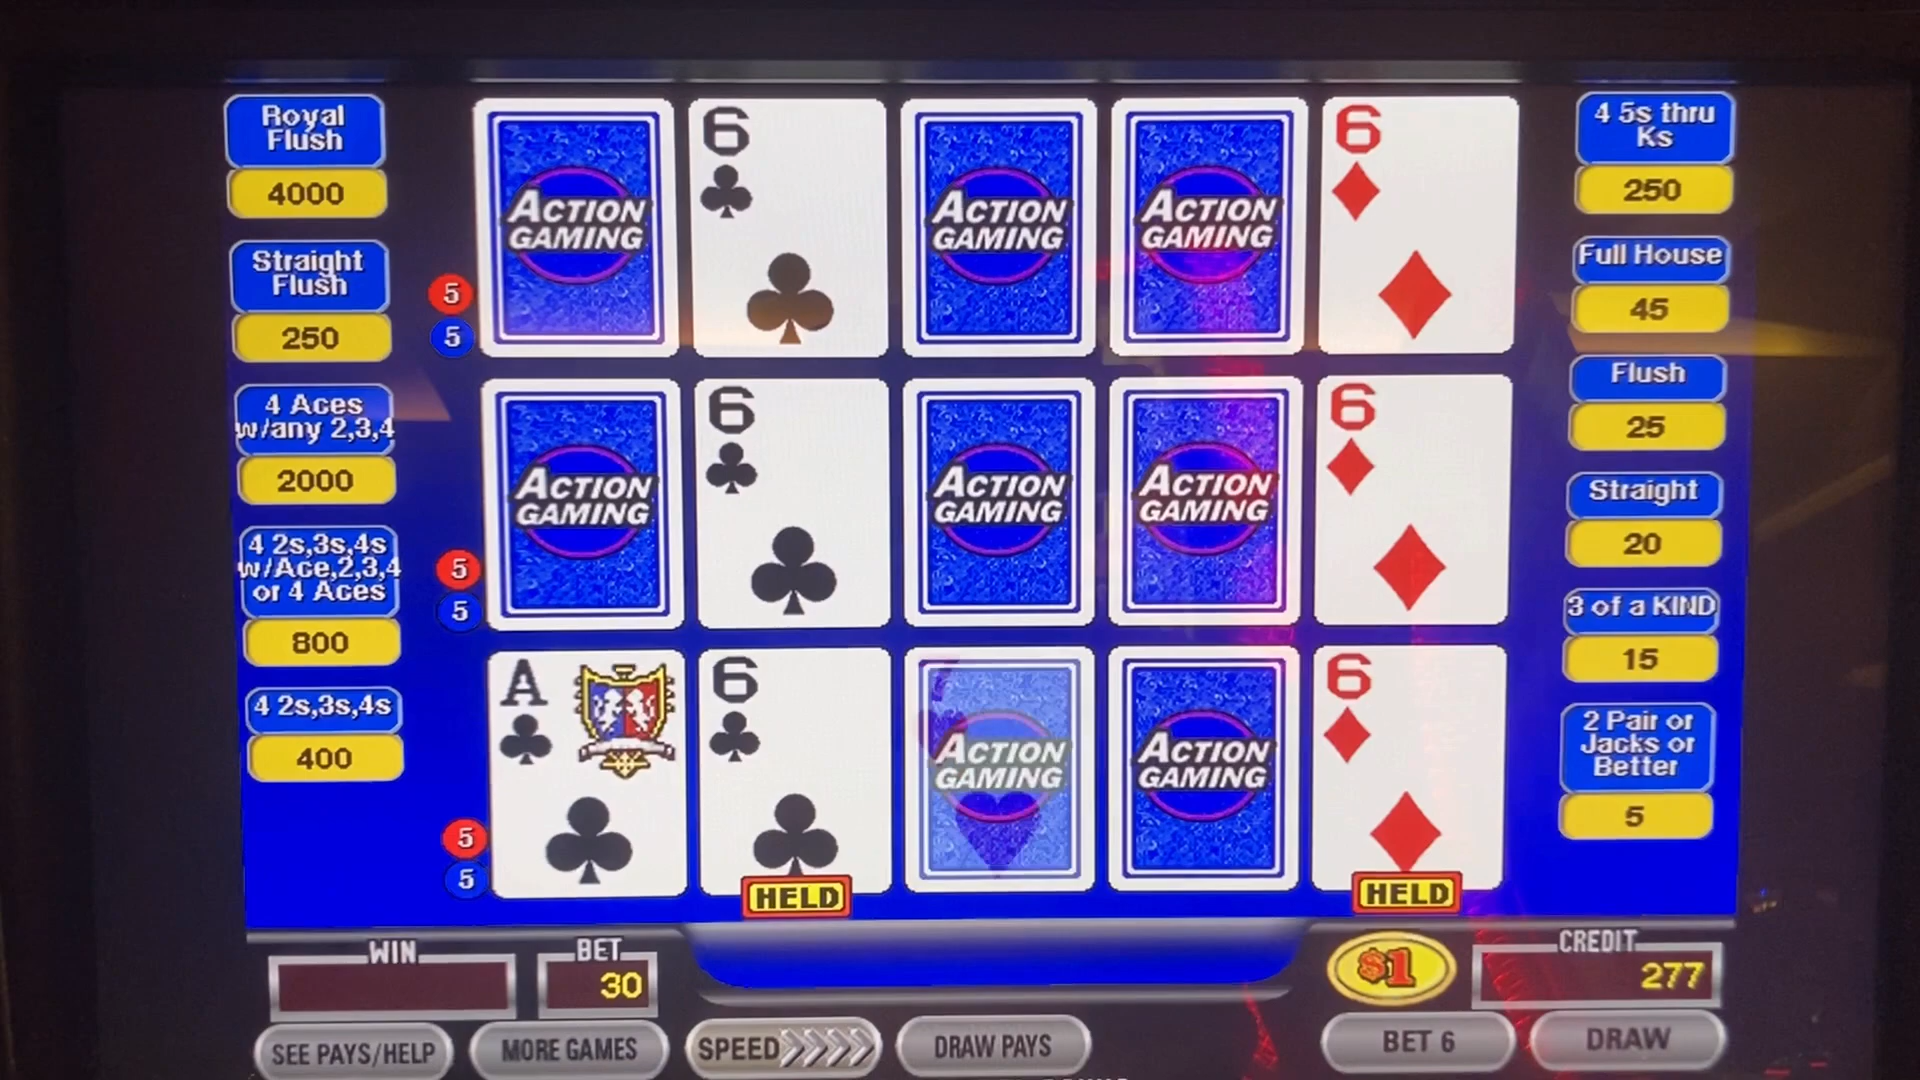 Royal
Flush
4000
Straight
Flush
250
4 Aces
w/any 2,3,4
2000
4 2s,3s,4s
w/Ace,2,3,4
or 4 Aces
800
4 2s,3s,4s
400
5
5
ACTION
GAMING
6
ACTION
GAMING
ACTION
GAMING
6
5
5
ACTION
GAMING
6
ACTION
GAMING
ACTION
GAMING
6
5
5
A
6
ACTION
GAMING
ACTION
GAMING
6
HELD
HELD
4 5s thru
Ks
250
Full House
45
Flush
25
Straight
20
3 of a KIND
15
2 Pair or
Jacks or
Better
5
WIN
BET
30
$1
CREDIT
277
SEE PAYS/HELP
MORE GAMES
SPEED
DRAW PAYS
BET 6
DRAW